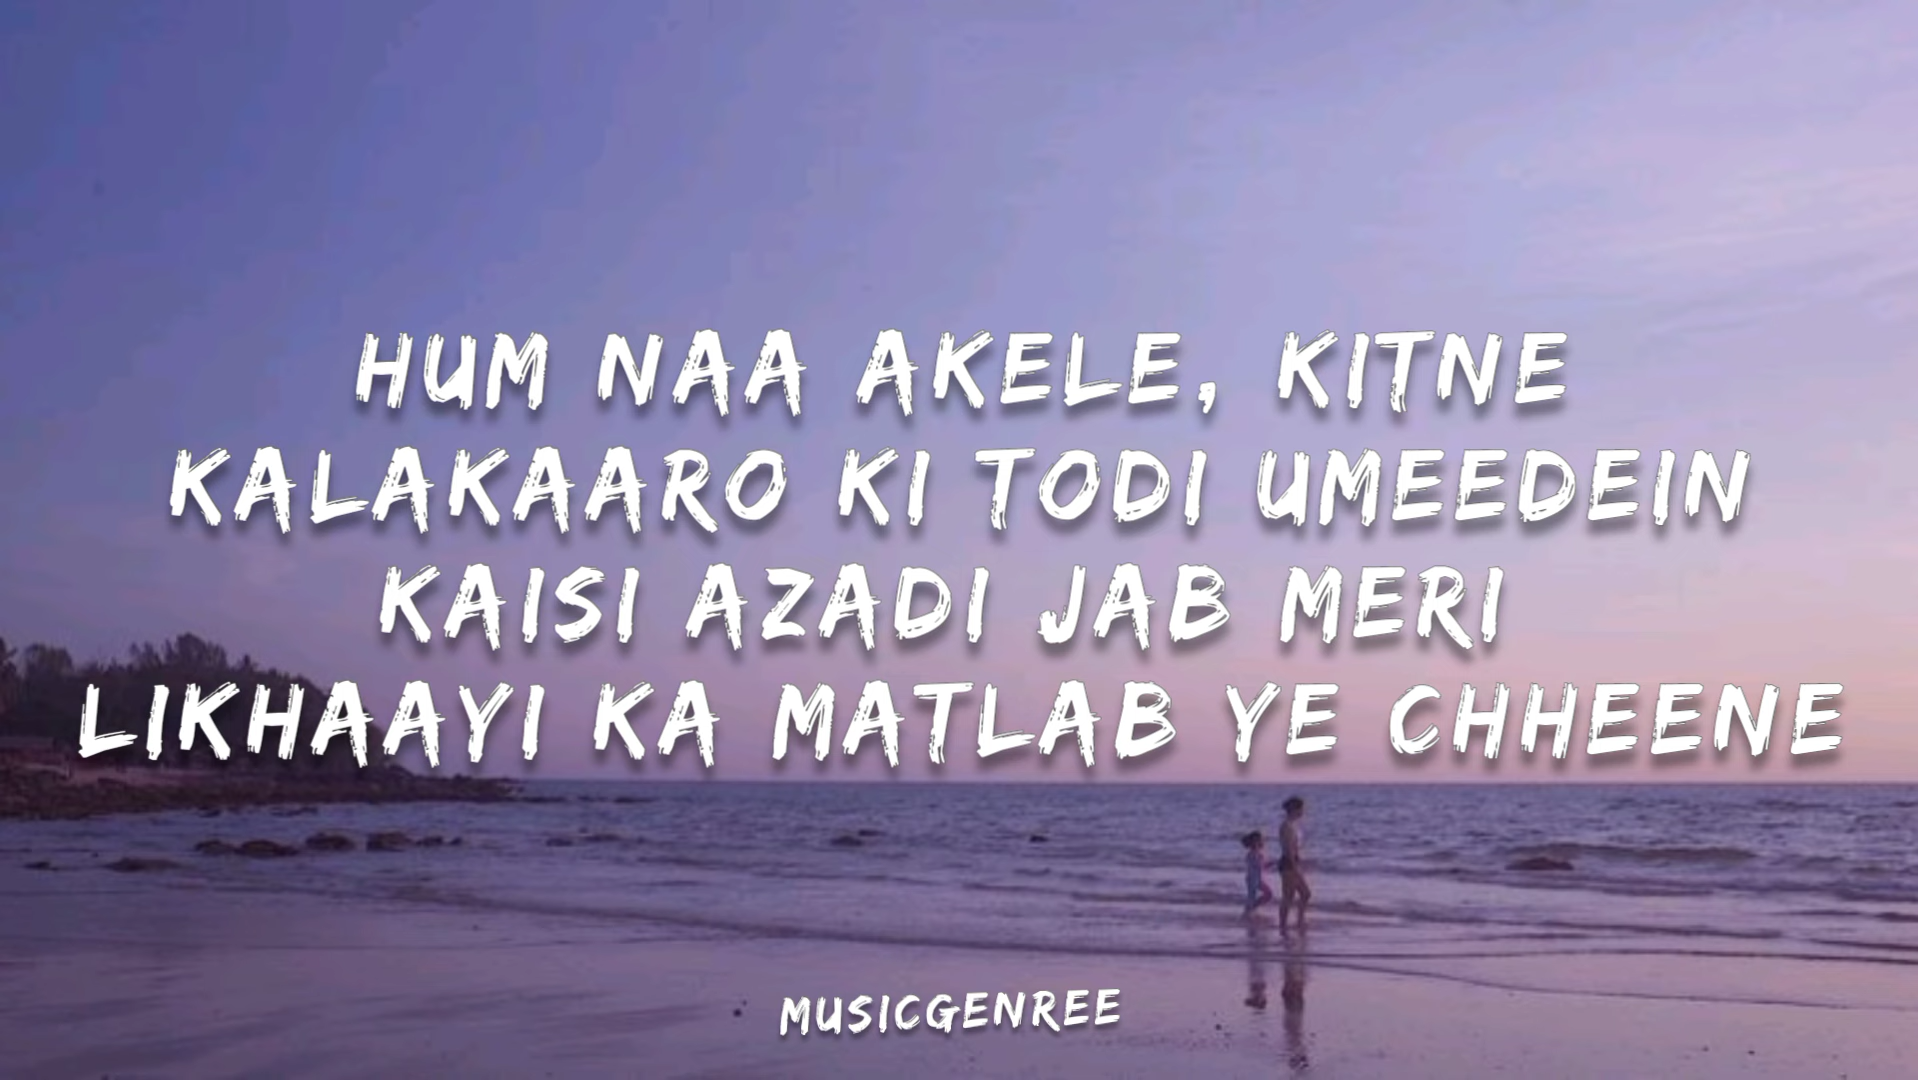 HUM NAA AKELE, KITNE
KALAKAARO KI TODI UMEEDEIN
KAISI AZADI JAB MERI
LIKHAAYI KA MATLAB YE CHHEENE
MUSICGENREE